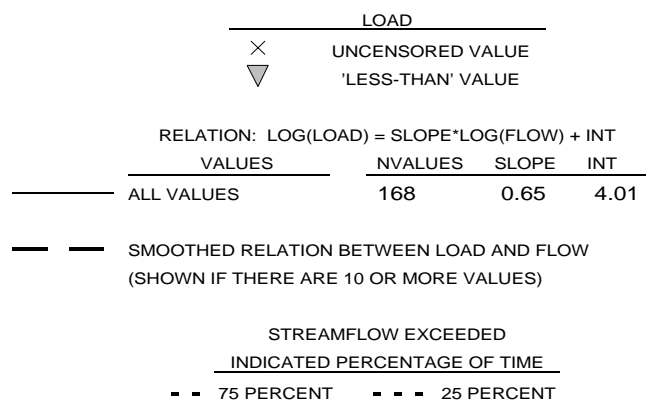 LOAD
UNCENSORED VALUE
'LESS-THAN' VALUE
RELATION: LOG(LOAD) = SLOPE*LOG(FLOW) + INT
VALUES NVALUES SLOPE INT
ALL VALUES 168 0.65 4.01
SMOOTHED RELATION BETWEEN LOAD AND FLOW
(SHOWN IF THERE ARE 10 OR MORE VALUES)
STREAMFLOW EXCEEDED
INDICATED PERCENTAGE OF TIME
75 PERCENT 25 PERCENT